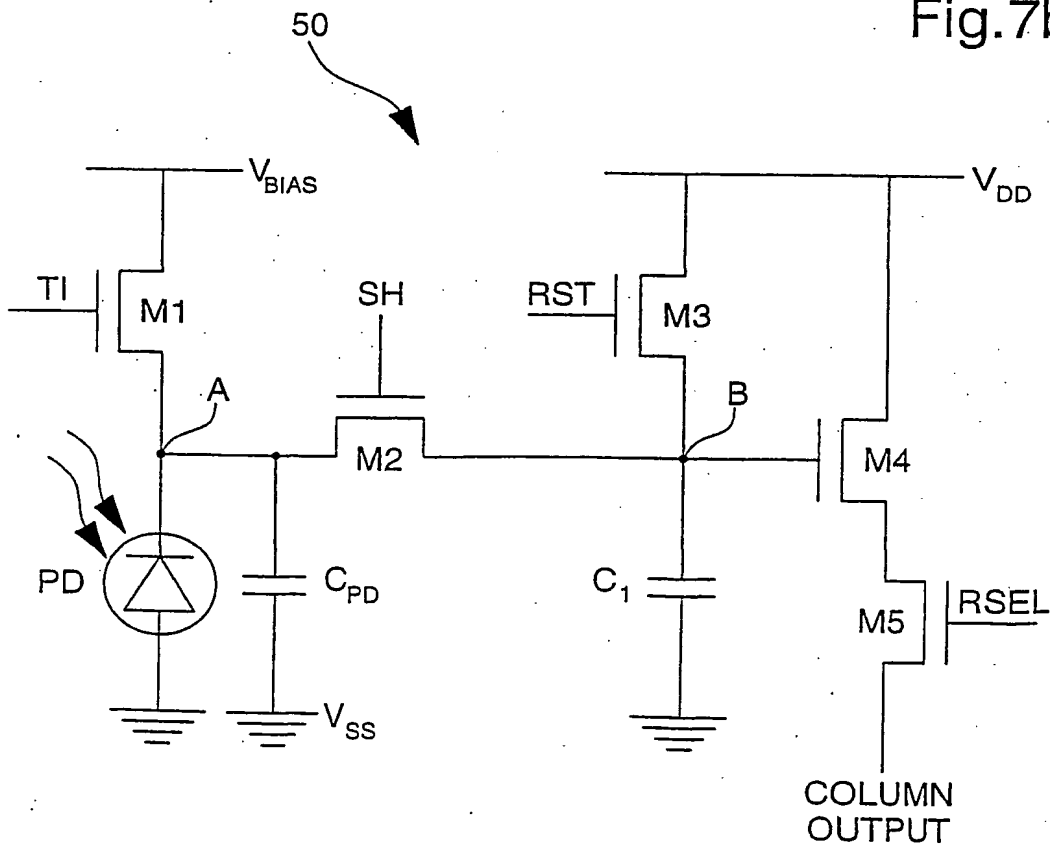 Fig.7b
50
V_BIAS
V_DD
TI
M1
SH
RST
M3
A
B
M2
M4
PD
C_PD
C_1
M5
RSEL
V_SS
COLUMN
OUTPUT